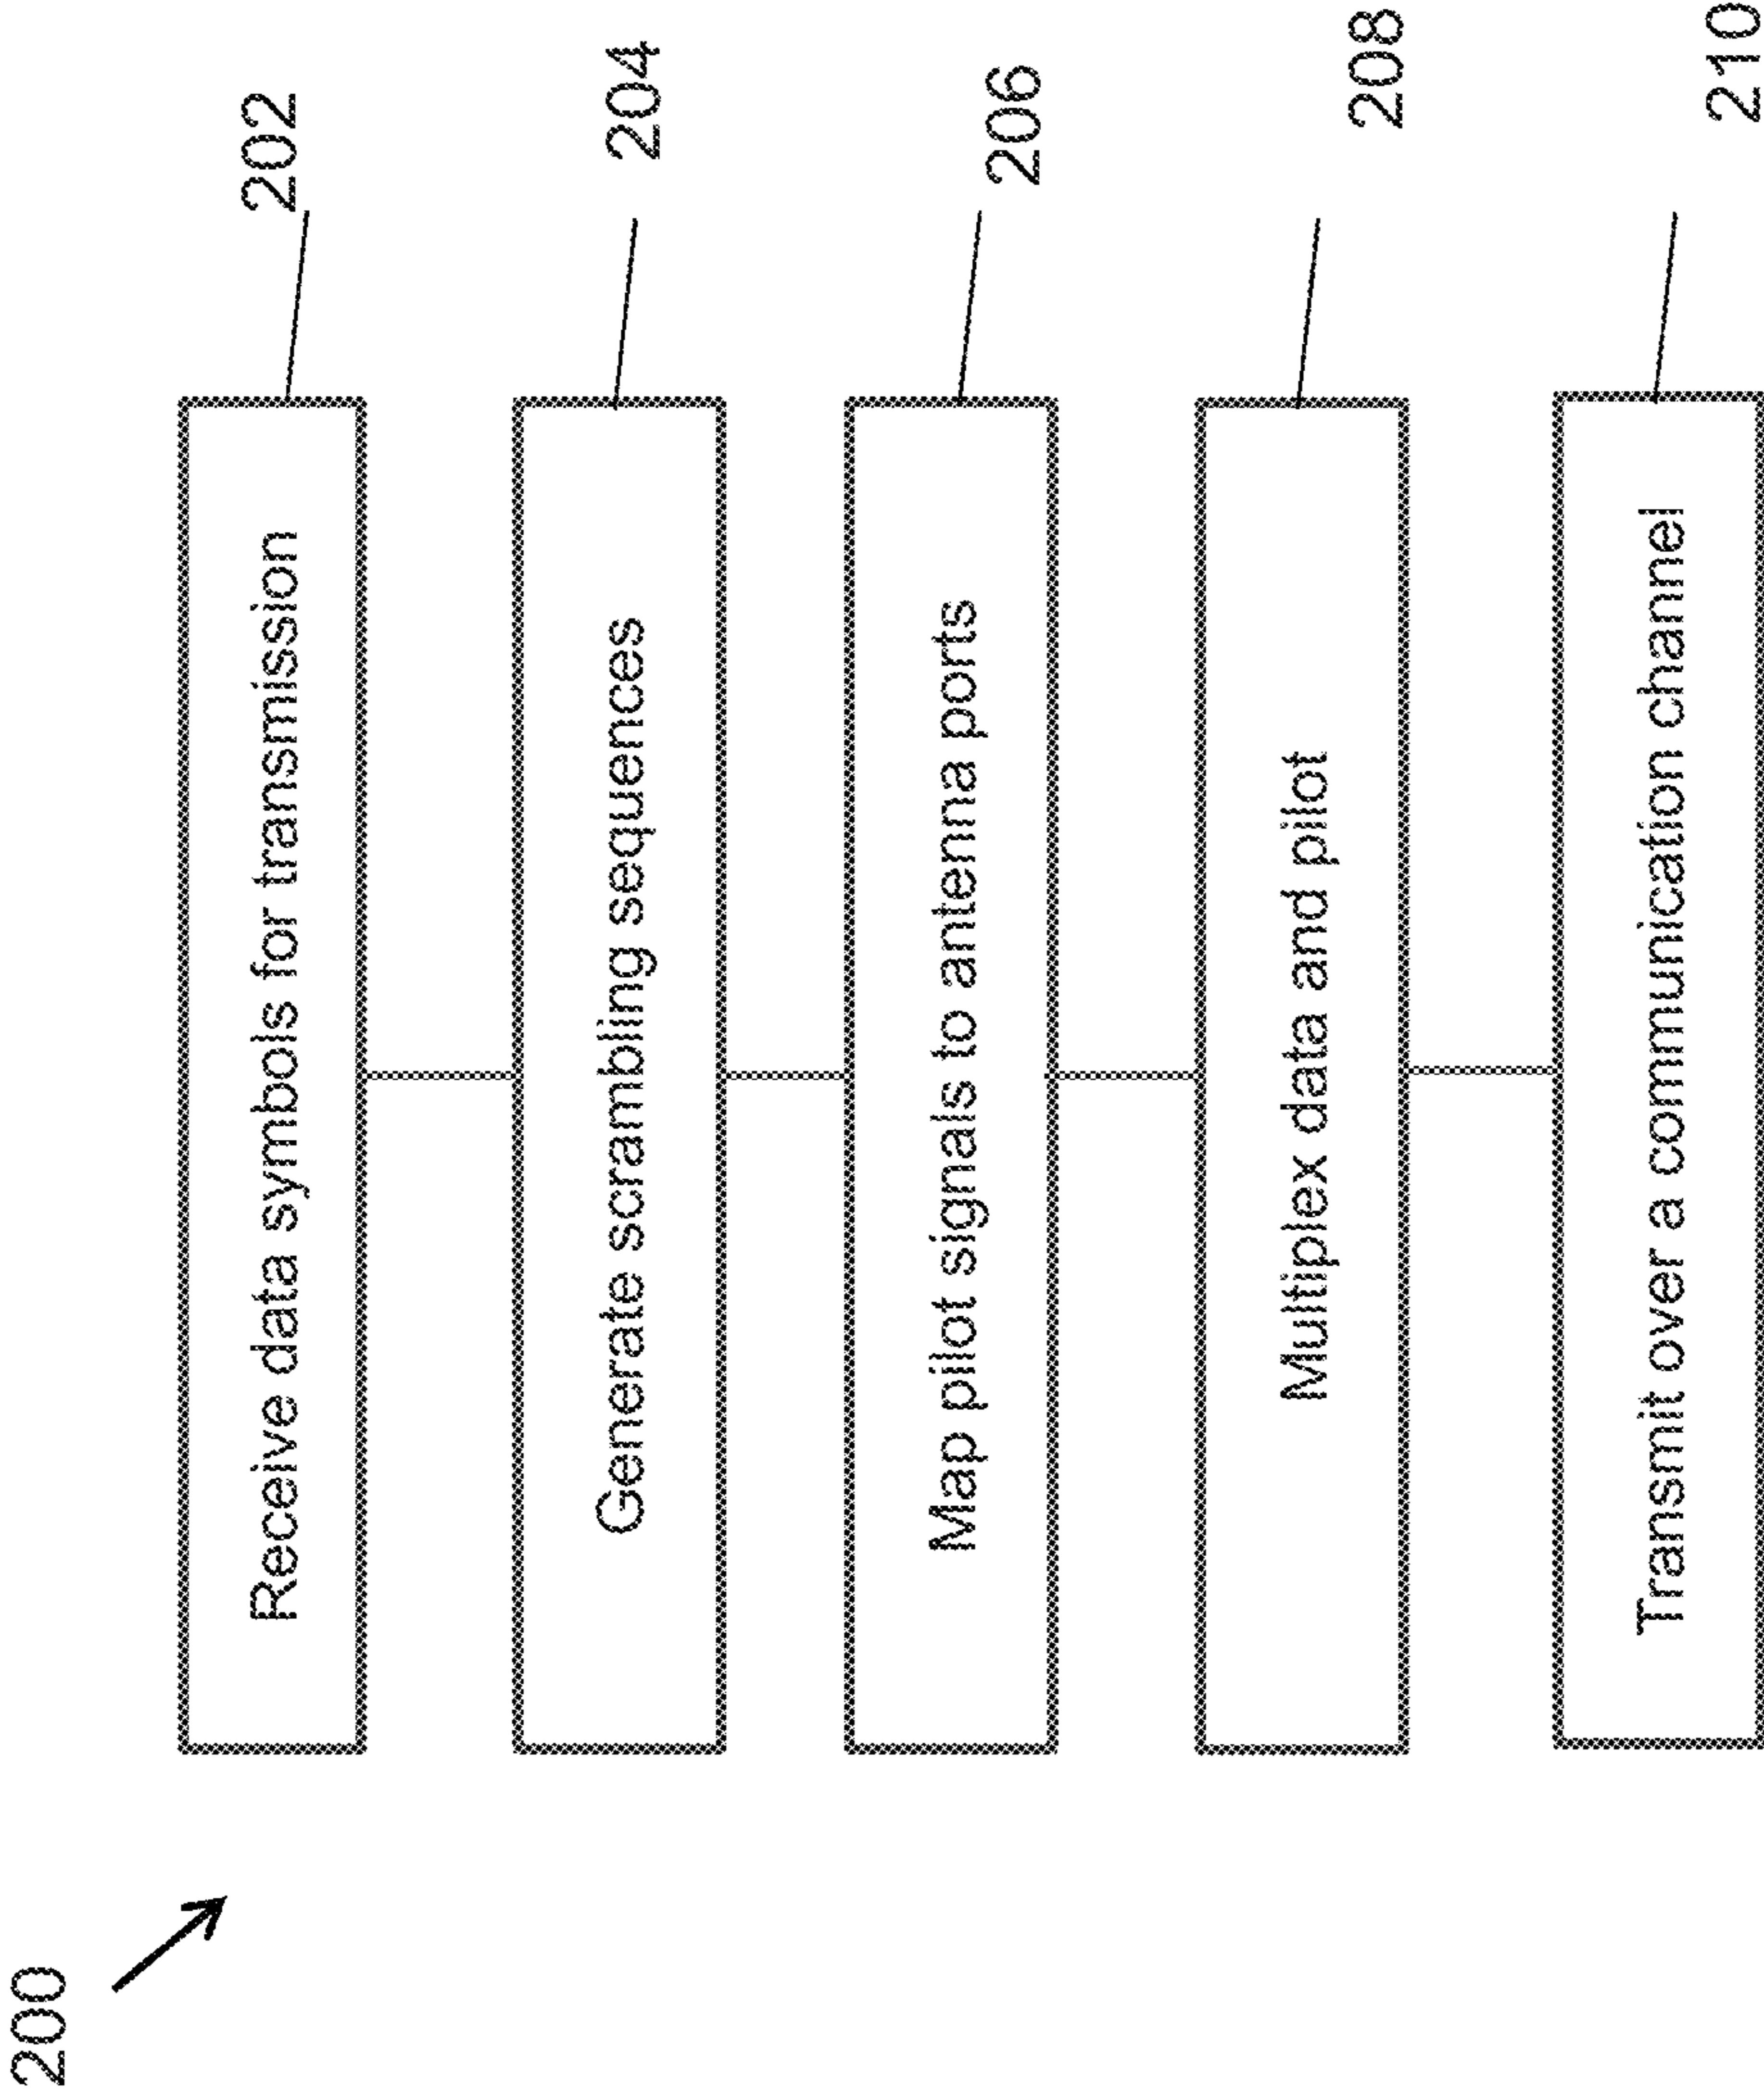 200
Receive data symbols for transmission
202
Generate scrambling sequences
204
Map pilot signals to antenna ports
206
Multiplex data and pilot
208
Transmit over a communication channel
210